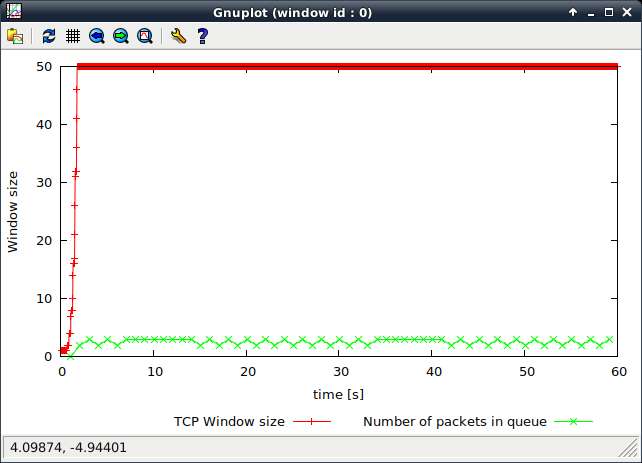 Gnuplot (window id : 0)
50
40
30
20
10
0
Window size
0 10 20 30 40 50 60
time [s]
TCP Window size Number of packets in queue
4.09874, -4.94401